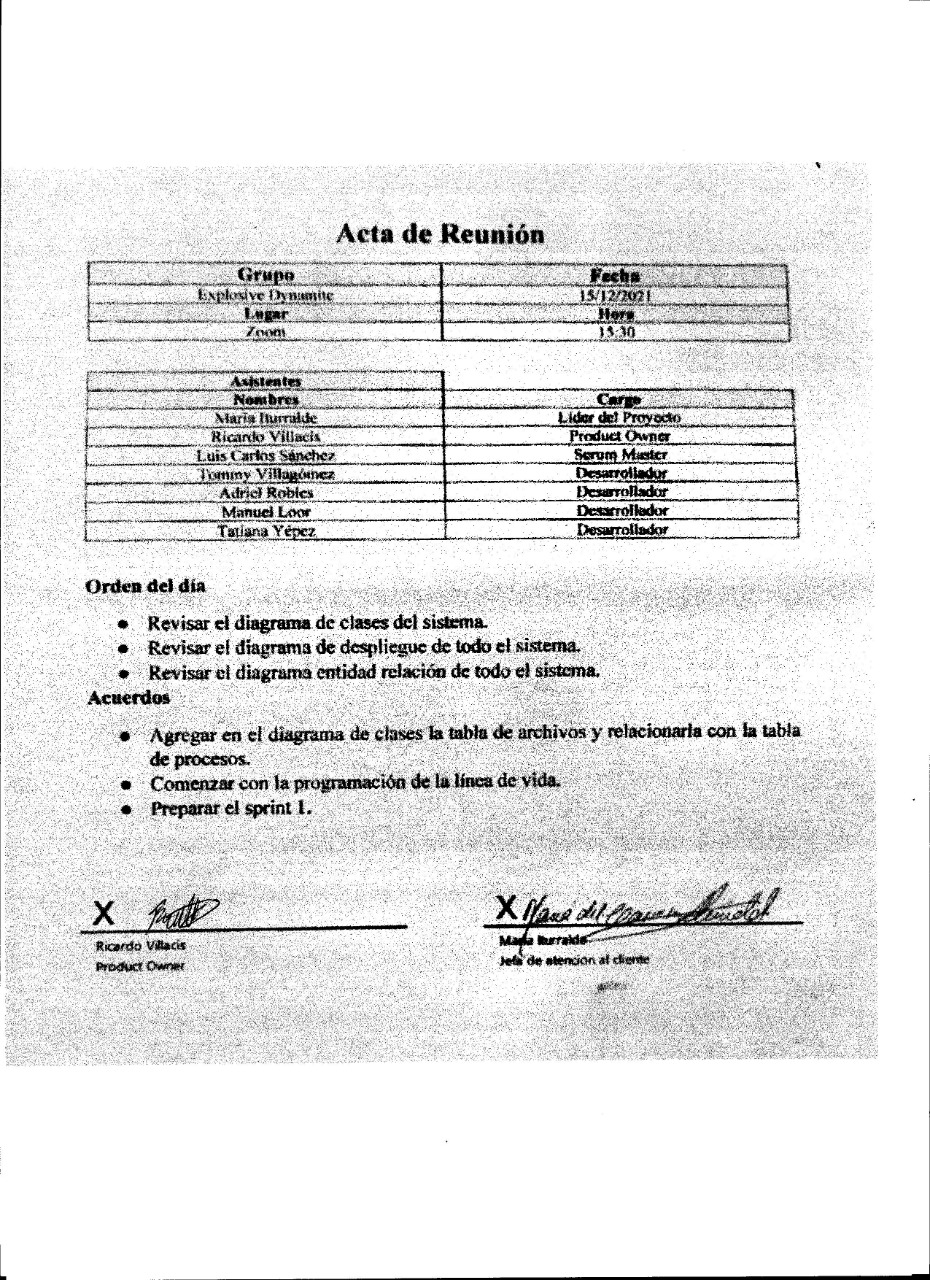 Acta de Reunión
Grupo Fecha
Explosive Dynamite 15/12/2021
Lugar Hora
Zoom 15:30
Asistentes
Nombres Cargo
María Iturralde Líder del Proyecto
Ricardo Villacis Product Owner
Luis Carlos Sánchez Scrum Master
Tommy Villagómez Desarrollador
Adriel Robles Desarrollador
Manuel Loor Desarrollador
Tatiana Yépez Desarrollador
Orden del día
• Revisar el diagrama de clases del sistema.
• Revisar el diagrama de despliegue de todo el sistema.
• Revisar el diagrama entidad relación de todo el sistema.
Acuerdos
• Agregar en el diagrama de clases la tabla de archivos y relacionarla con la tabla
de procesos.
• Comenzar con la programación de la línea de vida.
• Preparar el sprint 1.
X X María del
Ricardo Villacis María Iturralde
Product Owner Jefa de atencion al cliente